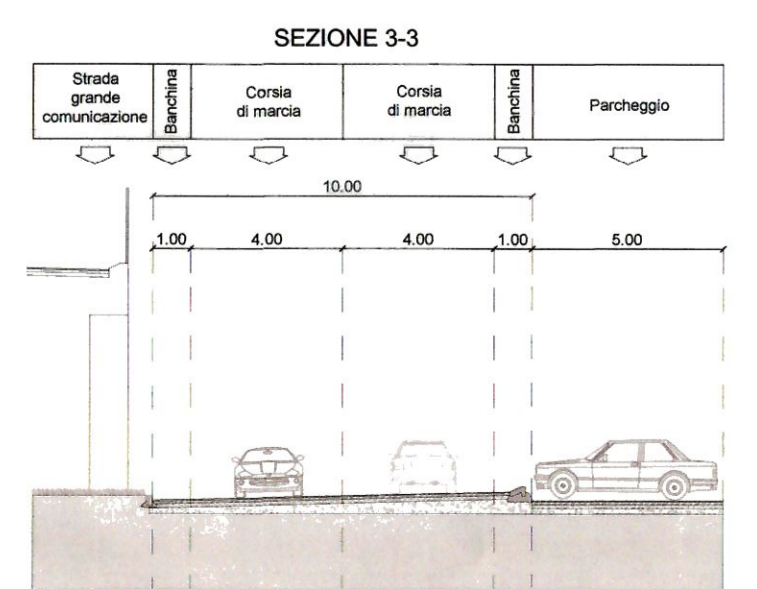 SEZIONE 3-3
Strada
grande
comunicazione
Banchina
Corsia
di marcia
Corsia
di marcia
Banchina
Parcheggio
10.00
1.00
4.00
4.00
1.00
5.00